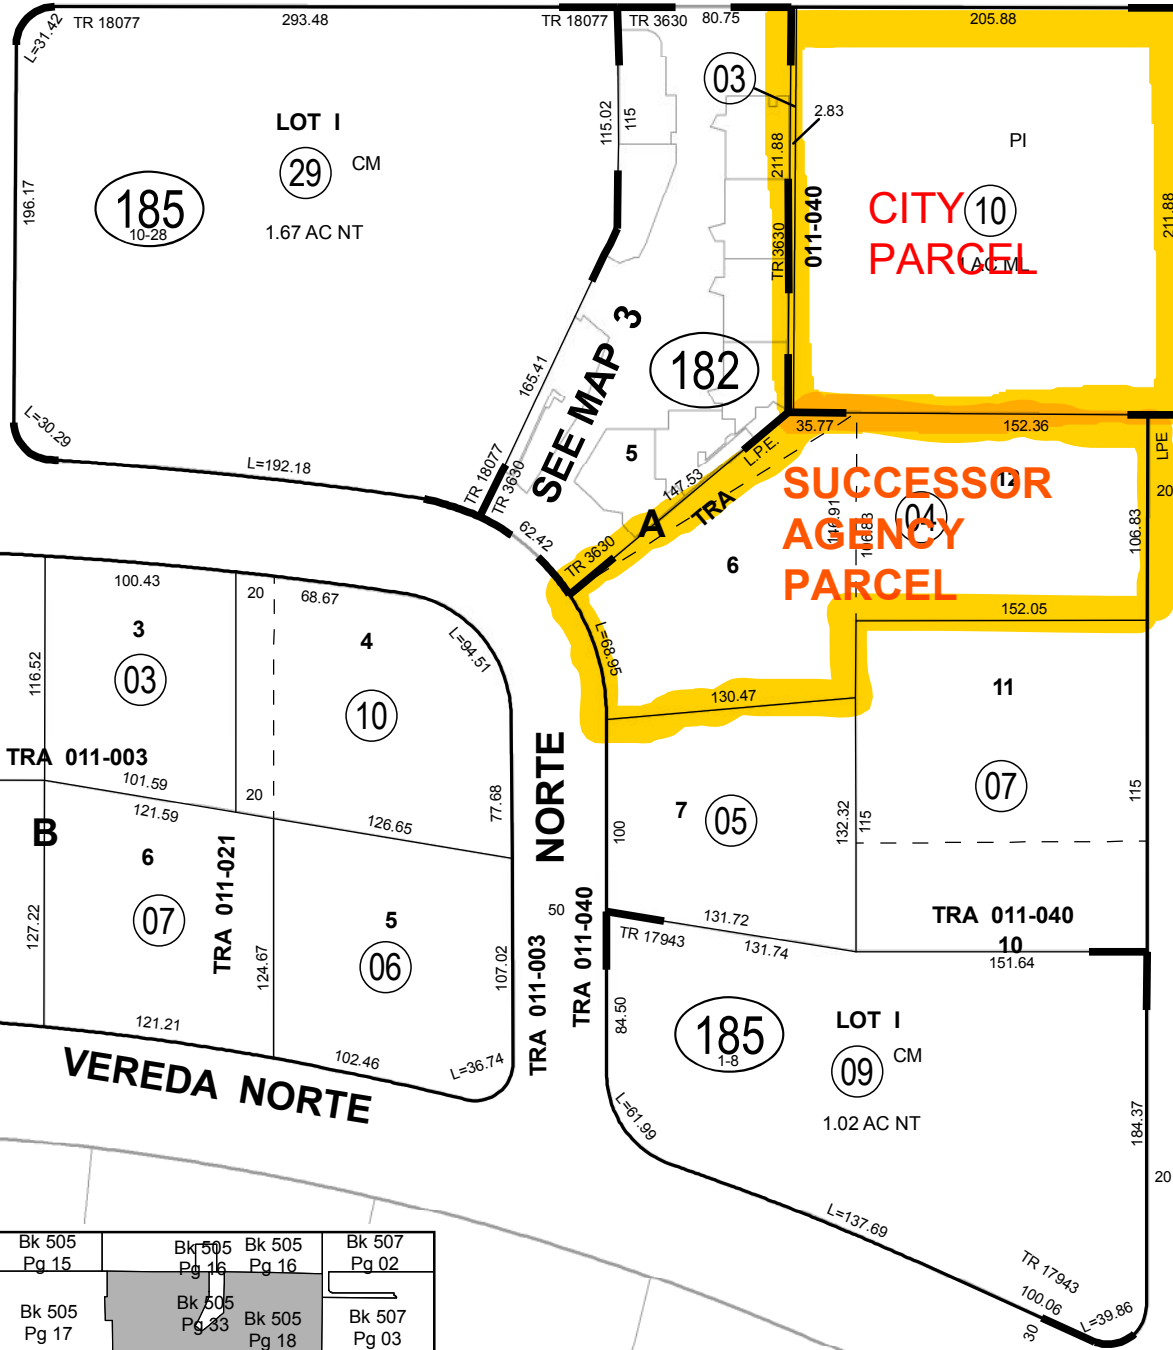 TR 18077
293.48
TR 18077
TR 3630
80.75
205.88
L=31.42
03
115.02
115
2.83
LOT I
29
CM
PI
211.88
196.17
185
10-28
1.67 AC NT
011-040
TR 3630
CITY
10
PARCEL
1 AC ML
211.88
SEE MAP 3
182
165.41
L=30.29
35.77
152.36
LPE
20
L=192.18
TR 18077
TR 3630
5
L.P.E.
147.53
TRA
A
SUCCESSOR
12
AGENCY
04
PARCEL
146.91
106.83
106.83
62.42
TR 3630
6
152.05
100.43
20
68.67
3
4
L=94.51
L=68.95
116.52
03
10
130.47
11
TRA 011-003
101.59
20
121.59
126.65
77.68
NORTE
7
05
07
100
132.32
115
115
B
6
TRA 011-021
07
5
06
127.22
124.67
107.02
50
TRA 011-003
TRA 011-040
131.72
TR 17943
131.74
TRA 011-040
10
151.64
84.50
185
1-8
LOT I
09
CM
1.02 AC NT
121.21
102.46
L=36.74
VEREDA NORTE
L=61.99
184.37
20
L=137.69
TR 17943
100.06
30
L=39.86
Bk 505
Pg 15
Bk 505
Pg 16
Bk 505
Pg 16
Bk 507
Pg 02
Bk 505
Pg 17
Bk 505
Pg 33
Bk 505
Pg 18
Bk 507
Pg 03